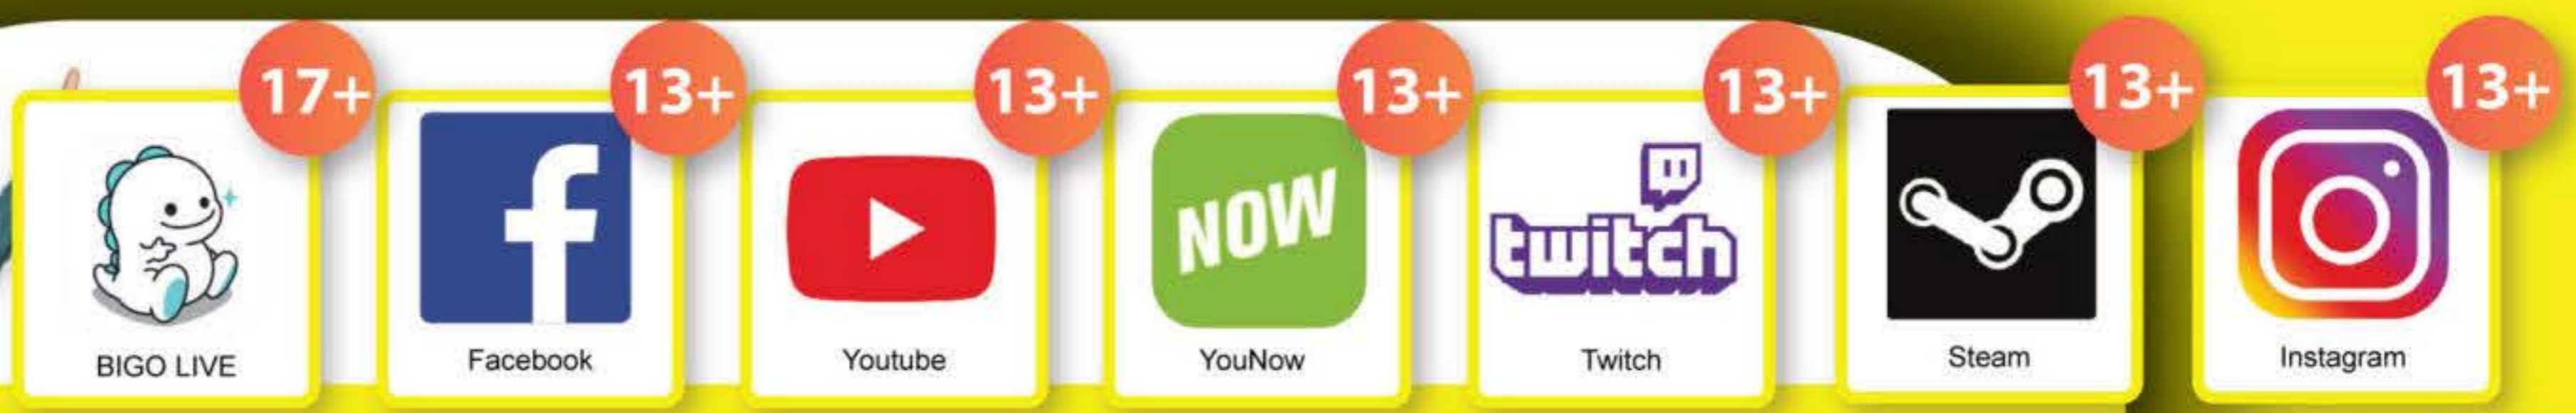 17+
13+
13+
13+
13+
13+
13+
NOW
twitch
BIGO LIVE
Facebook
Youtube
YouNow
Twitch
Steam
Instagram